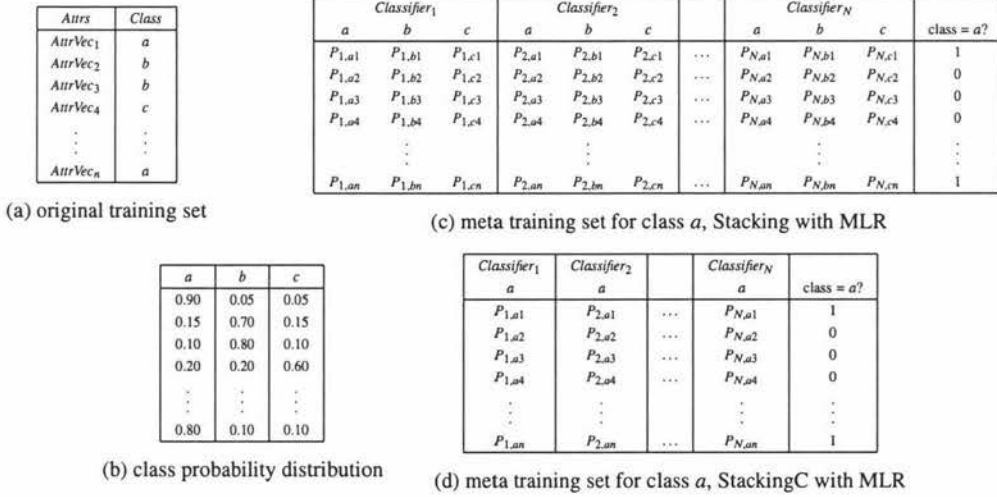 Attrs Class
AttrVec1 a
AttrVec2 b
AttrVec3 b
AttrVec4 c
. .
. .
. .
AttrVecn a
(a) original training set
Classifier1 Classifier2 ClassifierN
a b c a b c a b c class = a?
P1,a1 P1,b1 P1,c1 P2,a1 P2,b1 P2,c1 ... PN,a1 PN,b1 PN,c1 1
P1,a2 P1,b2 P1,c2 P2,a2 P2,b2 P2,c2 ... PN,a2 PN,b2 PN,c2 0
P1,a3 P1,b3 P1,c3 P2,a3 P2,b3 P2,c3 ... PN,a3 PN,b3 PN,c3 0
P1,a4 P1,b4 P1,c4 P2,a4 P2,b4 P2,c4 ... PN,a4 PN,b4 PN,c4 0
. . . .
. . . .
. . . .
P1,an P1,bn P1,cn P2,an P2,bn P2,cn ... PN,an PN,bn PN,cn 1
(c) meta training set for class a, Stacking with MLR
a b c
0.90 0.05 0.05
0.15 0.70 0.15
0.10 0.80 0.10
0.20 0.20 0.60
. . .
. . .
. . .
0.80 0.10 0.10
(b) class probability distribution
Classifier1 Classifier2 ClassifierN
a a a class = a?
P1,a1 P2,a1 ... PN,a1 1
P1,a2 P2,a2 ... PN,a2 0
P1,a3 P2,a3 ... PN,a3 0
P1,a4 P2,a4 ... PN,a4 0
. . . .
. . . .
. . . .
P1,an P2,an ... PN,an 1
(d) meta training set for class a, StackingC with MLR